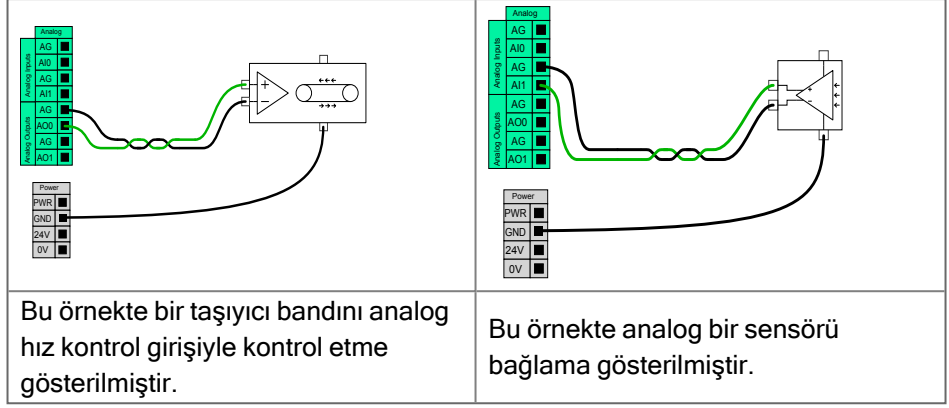 Analog
AG
AI0
AG
AI1
AG
AO0
AG
AO1
Analog Inputs
Analog Outputs
+
−
Power
PWR
GND
24V
0V
Bu örnekte bir taşıyıcı bandını analog
hız kontrol girişiyle kontrol etme
gösterilmiştir.
Analog
AG
AI0
AG
AI1
AG
AO0
AG
AO1
Analog Inputs
Analog Outputs
+
−
Power
PWR
GND
24V
0V
Bu örnekte analog bir sensörü
bağlama gösterilmiştir.